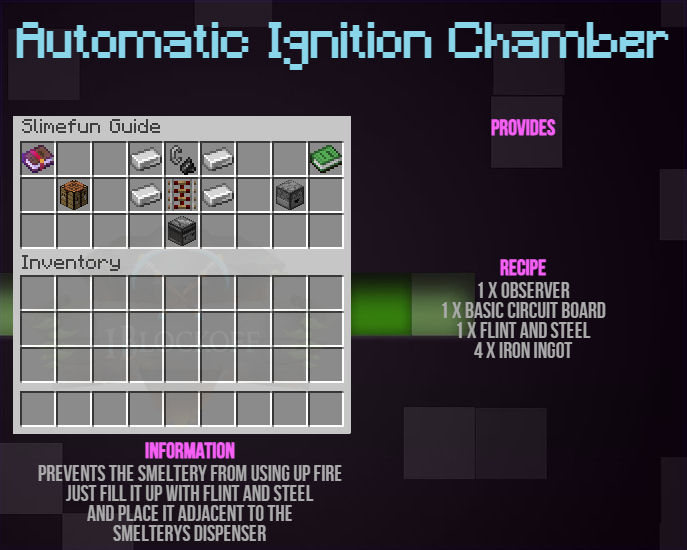 Automatic Ignition Chamber
PROVIDES
Slimefun Guide
Inventory
BLOCKOFF
RECIPE
1 X OBSERVER
1 X BASIC CIRCUIT BOARD
1 X FLINT AND STEEL
4 X IRON INGOT
INFORMATION
PREVENTS THE SMELTERY FROM USING UP FIRE
JUST FILL IT UP WITH FLINT AND STEEL
AND PLACE IT ADJACENT TO THE
SMELTERYS DISPENSER